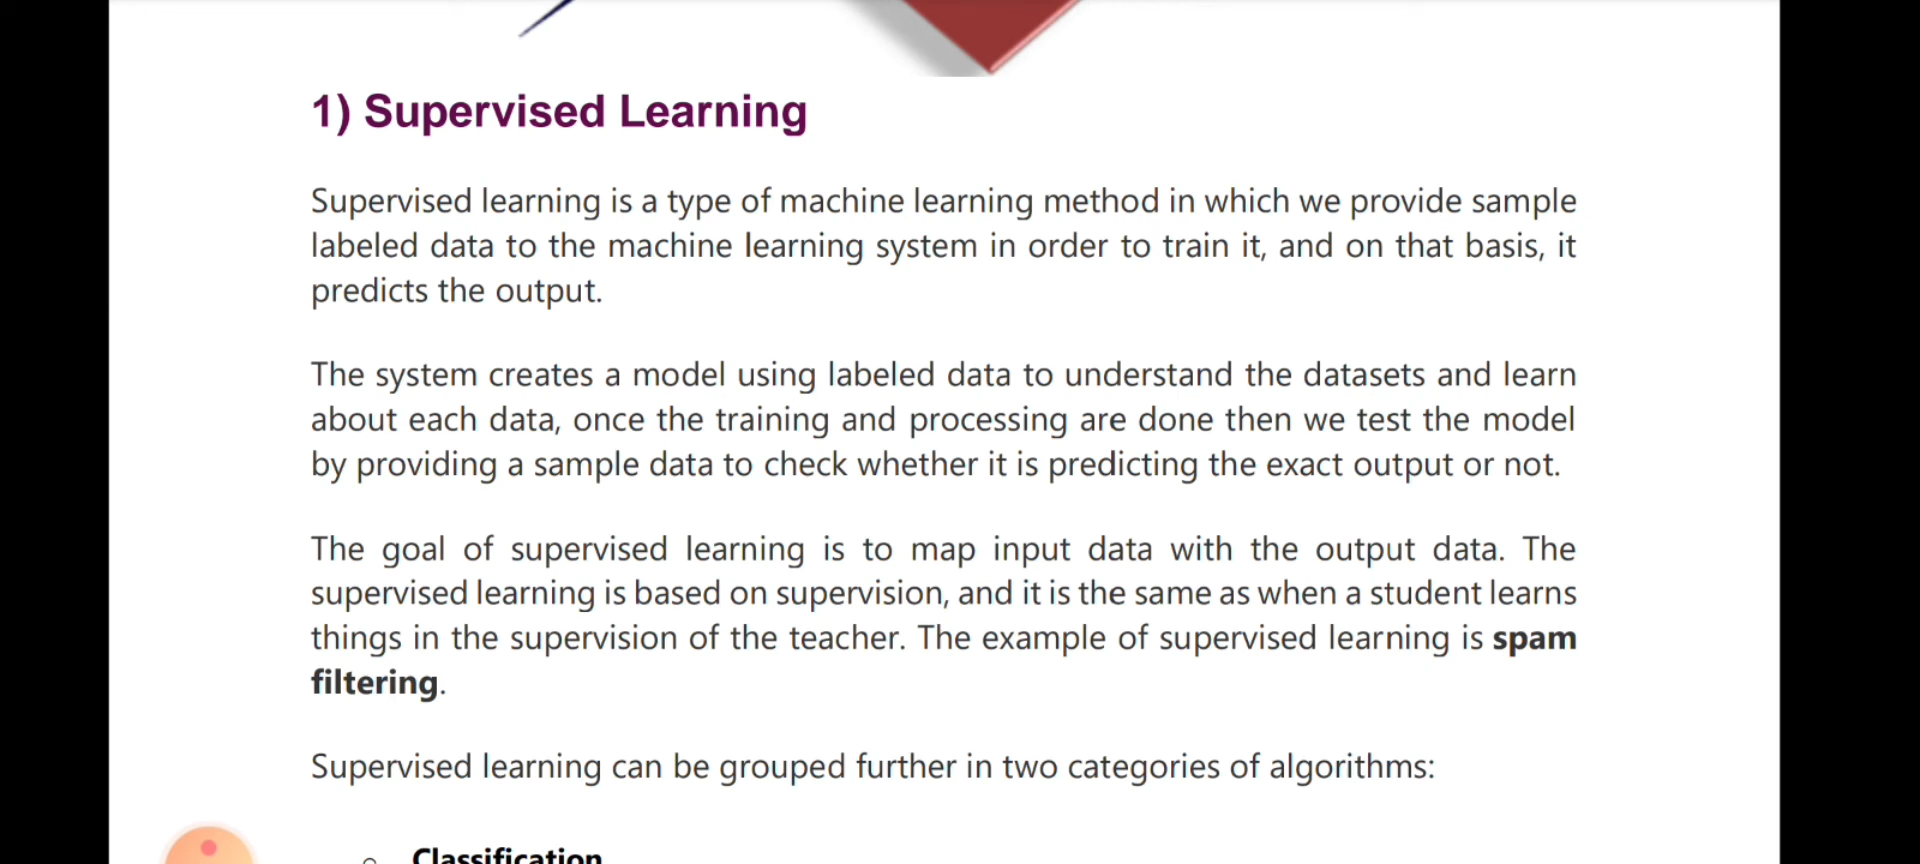 1) Supervised Learning
Supervised learning is a type of machine learning method in which we provide sample
labeled data to the machine learning system in order to train it, and on that basis, it
predicts the output.
The system creates a model using labeled data to understand the datasets and learn
about each data, once the training and processing are done then we test the model
by providing a sample data to check whether it is predicting the exact output or not.
The goal of supervised learning is to map input data with the output data. The
supervised learning is based on supervision, and it is the same as when a student learns
things in the supervision of the teacher. The example of supervised learning is spam
filtering.
Supervised learning can be grouped further in two categories of algorithms:
Classification